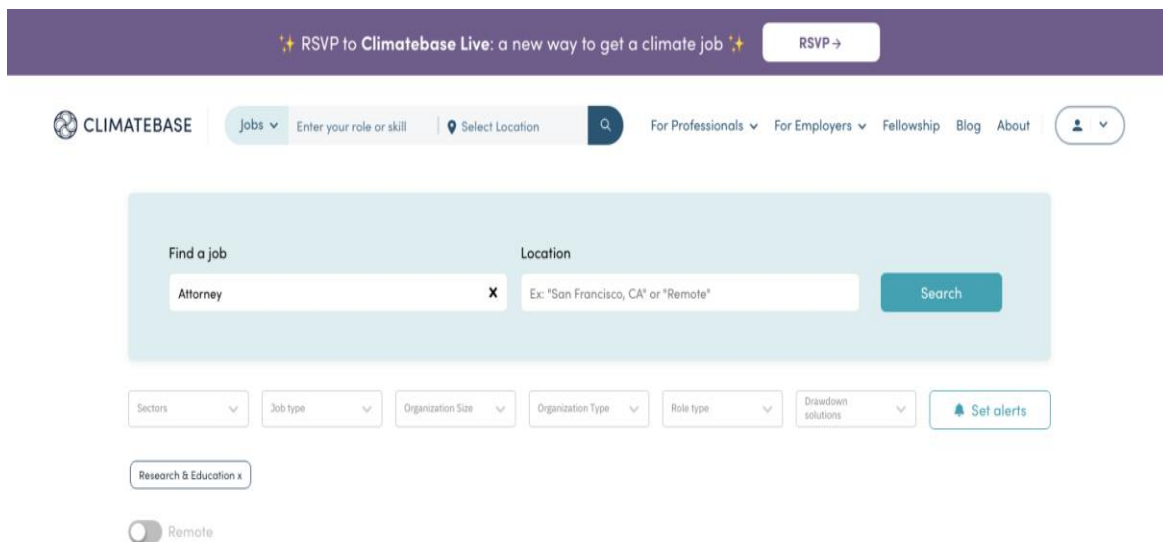 ✨ RSVP to Climatebase Live: a new way to get a climate job ✨ RSVP →
CLIMATEBASE Jobs Enter your role or skill Select Location For Professionals For Employers Fellowship Blog About
Find a job Location
Attorney x Ex: "San Francisco, CA" or "Remote" Search
Sectors Job type Organization Size Organization Type Role type Drawdown
solutions Set alerts
Research & Education x
Remote